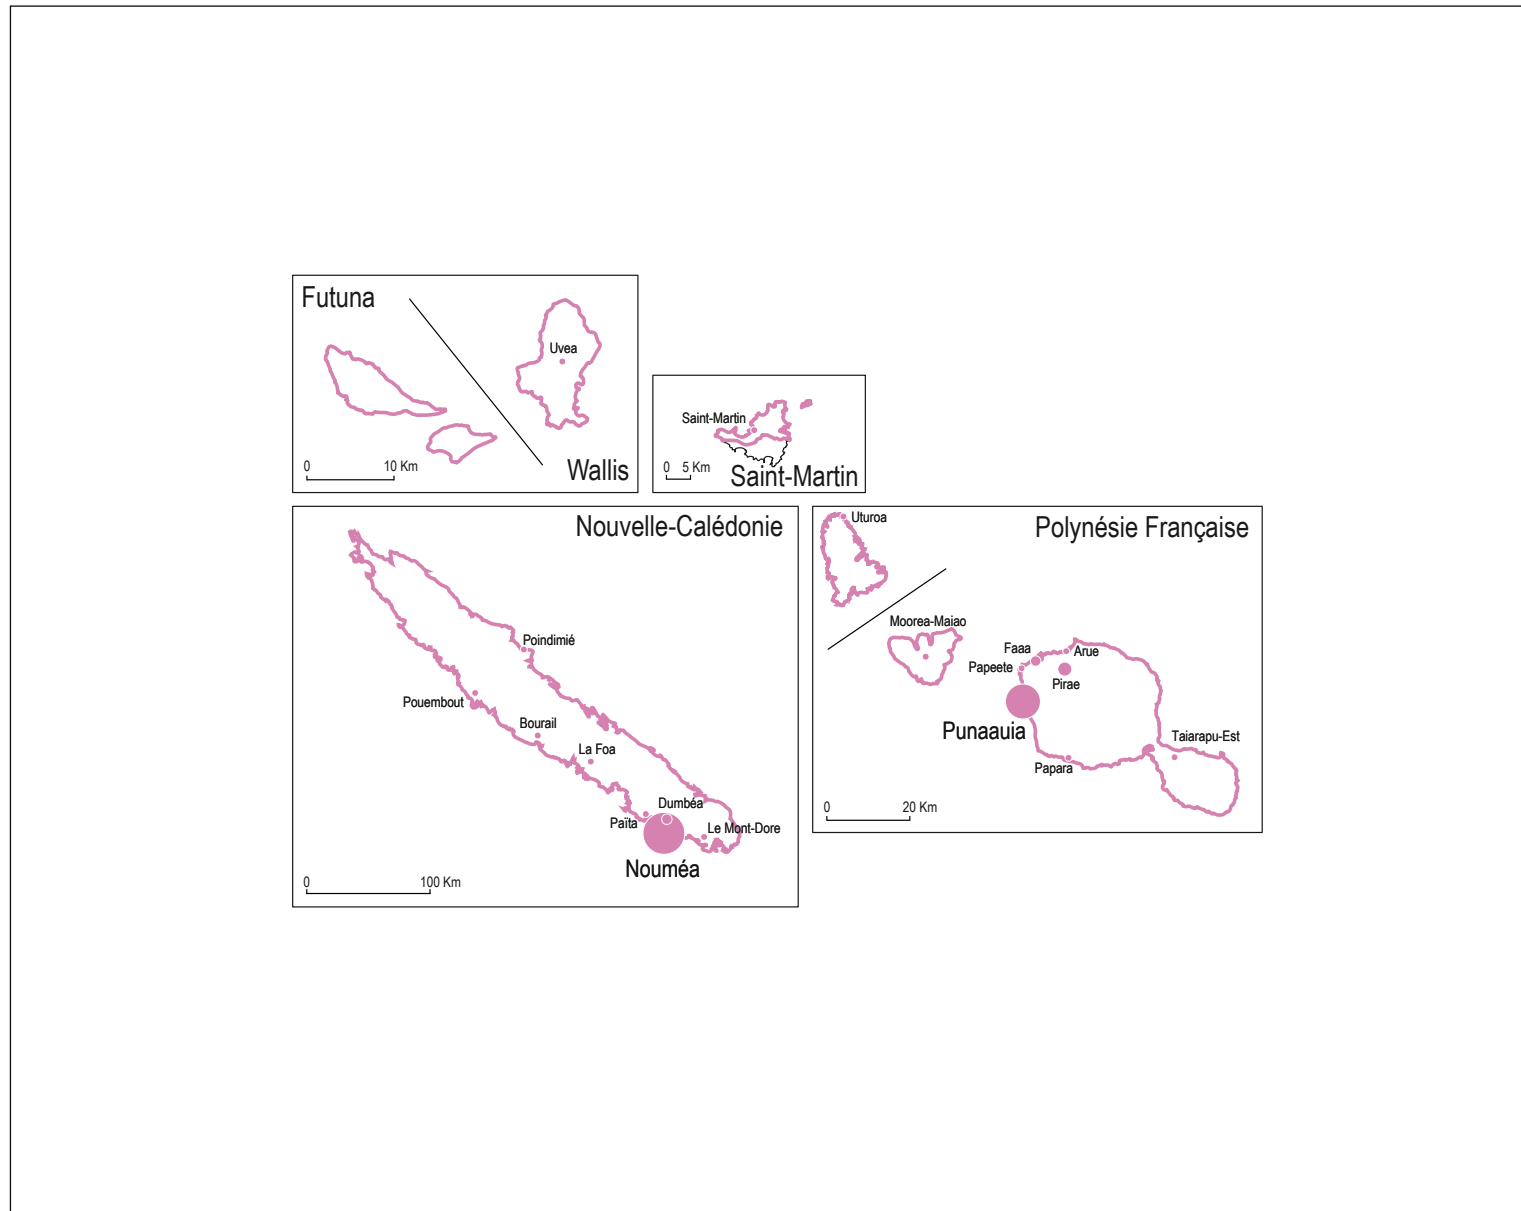 Futuna
Uvea
0 10 Km
Wallis
Saint-Martin
0 5 Km
Saint-Martin
Nouvelle-Calédonie
Poindimié
Pouembout
Bourail
La Foa
Dumbéa
Païta
Le Mont-Dore
Nouméa
0 100 Km
Uturoa
Polynésie Française
Moorea-Maiao
Faaa
Arue
Papeete
Pirae
Punaauia
Taiarapu-Est
Papara
0 20 Km